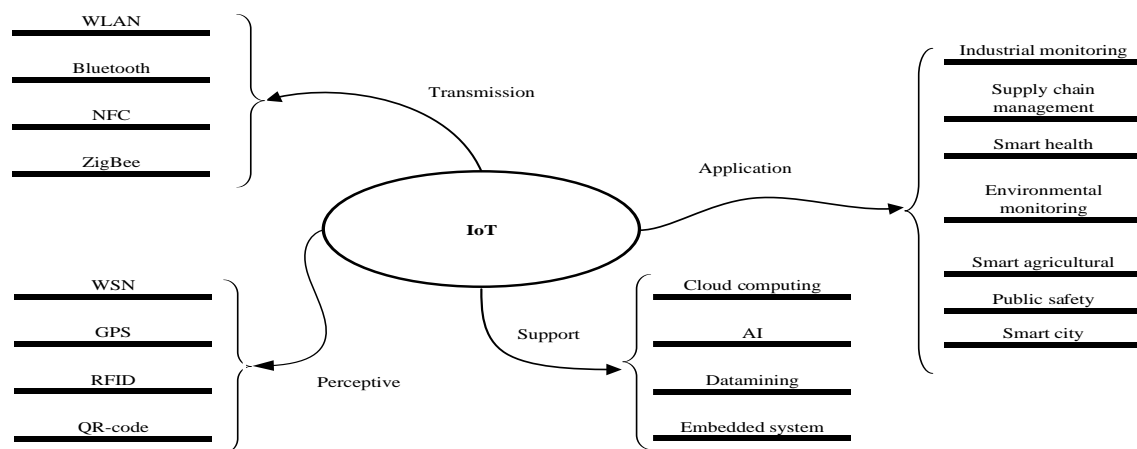 WLAN
Bluetooth
NFC
ZigBee
Transmission
Application
Industrial monitoring
Supply chain
management
Smart health
Environmental
monitoring
Smart agricultural
Public safety
Smart city
IoT
WSN
GPS
RFID
QR-code
Perceptive
Support
Cloud computing
AI
Datamining
Embedded system